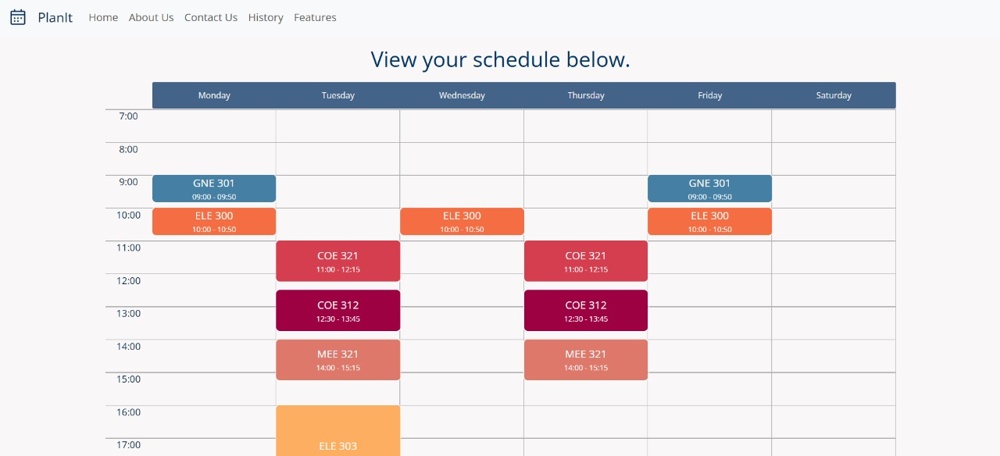 PlanIt Home About Us Contact Us History Features
View your schedule below.
Monday Tuesday Wednesday Thursday Friday Saturday
7:00
8:00
9:00
GNE 301 GNE 301
09:00 - 09:50 09:00 - 09:50
10:00
ELE 300 ELE 300 ELE 300
10:00 - 10:50 10:00 - 10:50 10:00 - 10:50
11:00
COE 321 COE 321
11:00 - 12:15 11:00 - 12:15
12:00
COE 312 COE 312
13:00
12:30 - 13:45 12:30 - 13:45
14:00
MEE 321 MEE 321
14:00 - 15:15 14:00 - 15:15
15:00
16:00
17:00 ELE 303